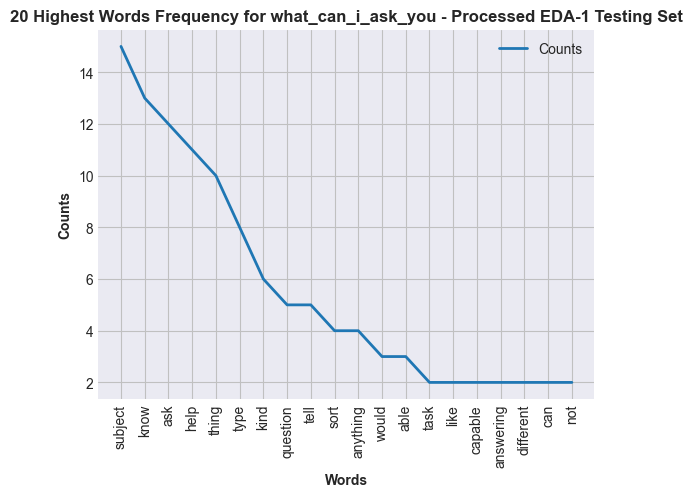 20 Highest Words Frequency for what_can_i_ask_you - Processed EDA-1 Testing Set
Counts
14
12
10
8
6
4
2
Counts
subject
know
ask
help
thing
type
kind
question
tell
sort
anything
would
able
task
like
capable
answering
different
can
not
Words